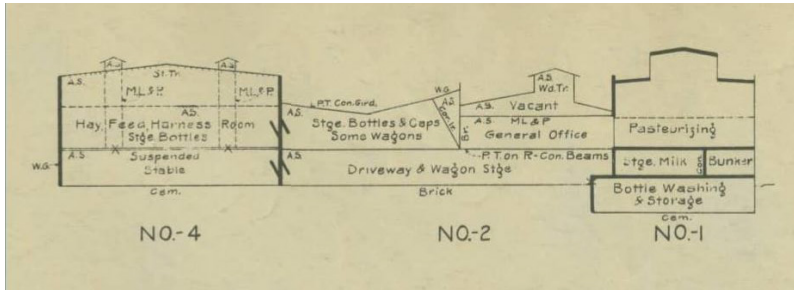 A.S.
A.S.
A.S.
St. Tr.
M.L.&P.
M.L.&P.
A.S.
Hay, Feed, Harness Room
Stge. Bottles
A.S.
Suspended
Stable
W.G.
Cem.
NO.-4
P.T. Con. Gird.
A.S.
Stge. Bottles & Caps
Some Wagons
W.G.
A.S.
Br.
A.S.
Wd. Tr.
A.S.
Vacant
A.S. ML&P
General Office
P.T. on R-Con. Beams
A.S.
Driveway & Wagon Stge
Brick
NO.-2
Pasteurizing
Stge. Milk
Bunker
Bottle Washing
& Storage
Cem.
NO.-1